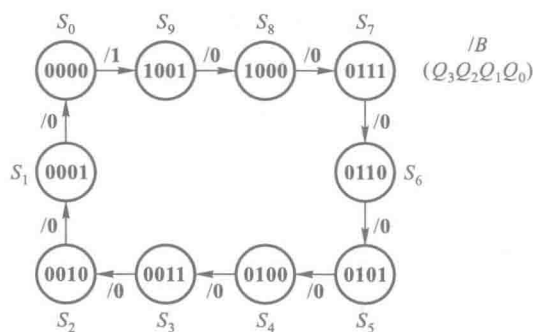 S₀ S₉ S₈ S₇
0000 /1 1001 /0 1000 /0 0111 /B
(Q₃Q₂Q₁Q₀)
/0 /0
S₁ 0001 0110 S₆
/0 /0
0010 /0 0011 /0 0100 /0 0101
S₂ S₃ S₄ S₅